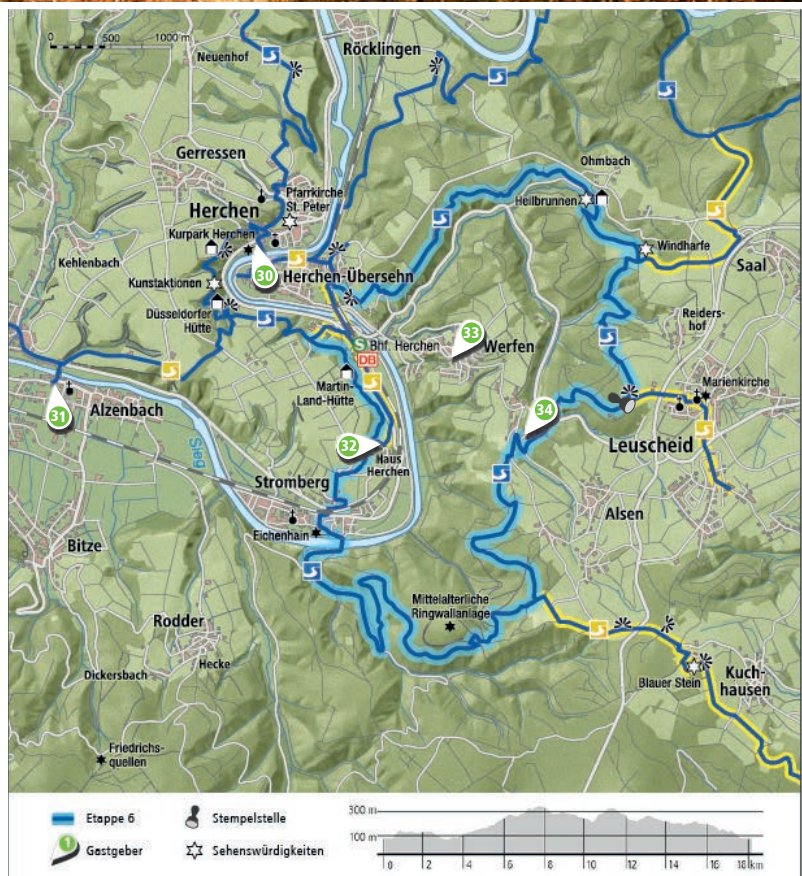 0 500 1000 m
Neuenhof
Röcklingen
Gerressen
Ohmbach
Pfarrkirche
St. Peter
Heilbrunnen
Herchen
Kurpark Herchen
Windharfe
30
Kehlenbach
Herchen-Übersehn
Saal
Kunstaktionen
Düsseldorfer
Hütte
Reiders-
hof
S Bhf. Herchen
33
Werfen
DB
Martin-
Land-Hütte
Marienkirche
31
Alzenbach
34
Leuscheid
Sieg
32
Haus
Herchen
Stromberg
Alsen
Eichenhain
Bitze
Mittelalterliche
Ringwallanlage
Rodder
Hecke
Dickersbach
Blauer Stein
Kuch-
hausen
Friedrichs-
quellen
Etappe 6
Stempelstelle
300 m
100 m
1
Gastgeber
Sehenswürdigkeiten
0 2 4 6 8 10 12 14 16 18 km